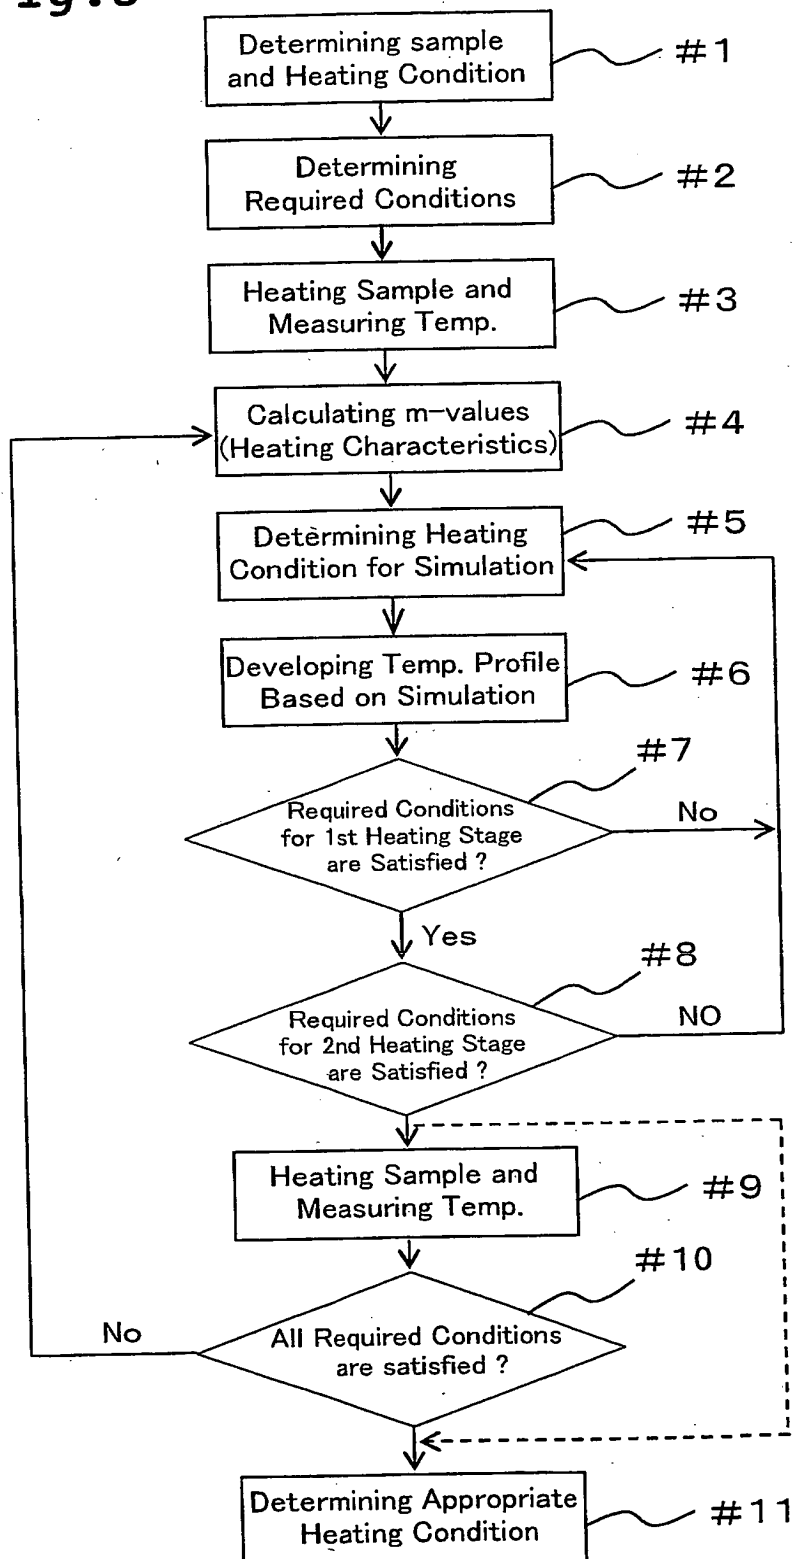 Determining sample
and Heating Condition
#1
Determining
Required Conditions
#2
Heating Sample and
Measuring Temp.
#3
Calculating m-values
(Heating Characteristics)
#4
Determining Heating
Condition for Simulation
#5
Developing Temp. Profile
Based on Simulation
#6
#7
Required Conditions
for 1st Heating Stage
are Satisfied ?
No
Yes
#8
Required Conditions
for 2nd Heating Stage
are Satisfied ?
NO
Heating Sample and
Measuring Temp.
#9
#10
All Required Conditions
are satisfied ?
No
Determining Appropriate
Heating Condition
#11